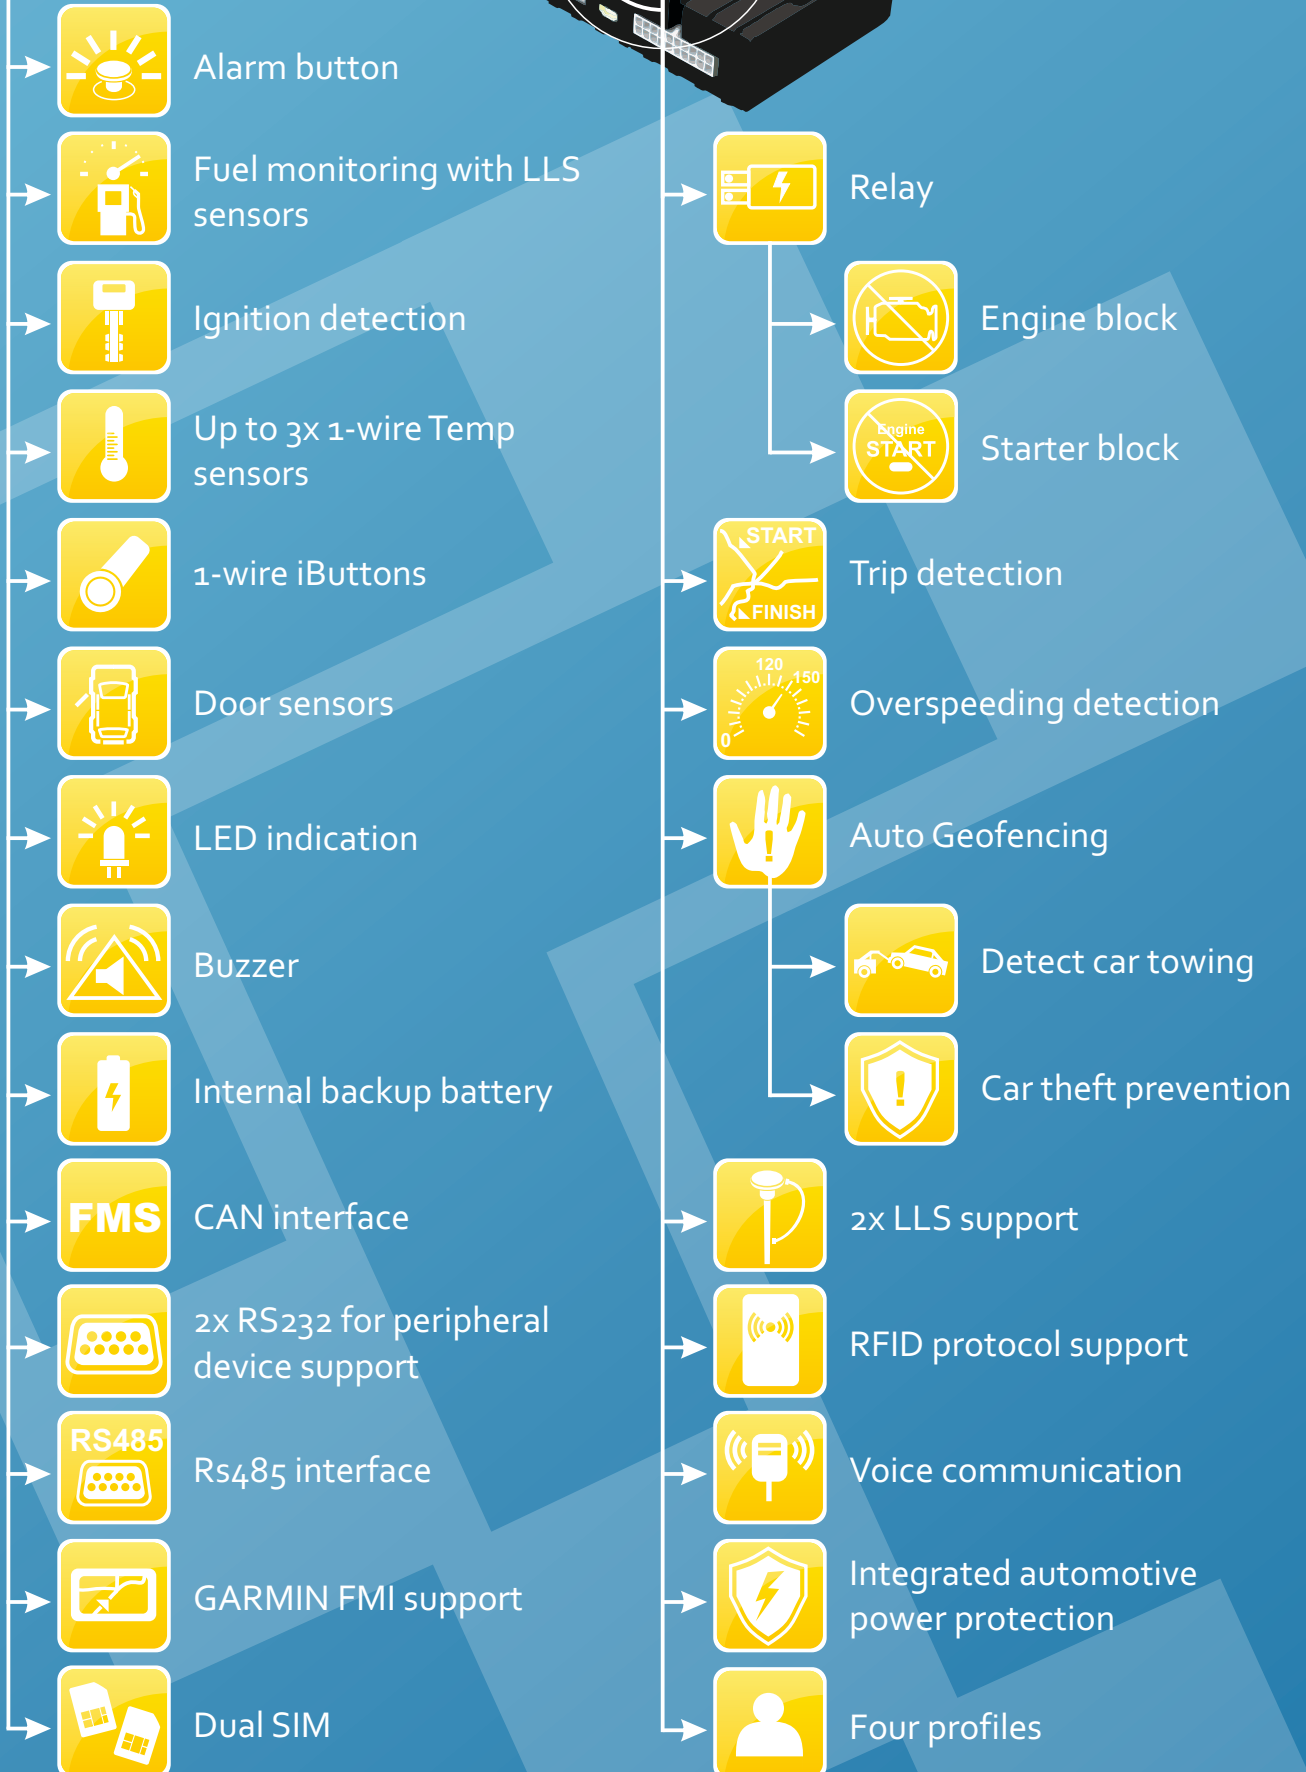 Alarm button
Fuel monitoring with LLS
sensors
Ignition detection
Up to 3x 1-wire Temp
sensors
1-wire iButtons
Door sensors
LED indication
Buzzer
Internal backup battery
FMS
CAN interface
2x RS232 for peripheral
device support
RS485
Rs485 interface
GARMIN FMI support
Dual SIM
Relay
Engine block
Engine
START
Starter block
START
FINISH
Trip detection
120
150
0
Overspeeding detection
!
Auto Geofencing
Detect car towing
!
Car theft prevention
2x LLS support
RFID protocol support
Voice communication
Integrated automotive
power protection
Four profiles